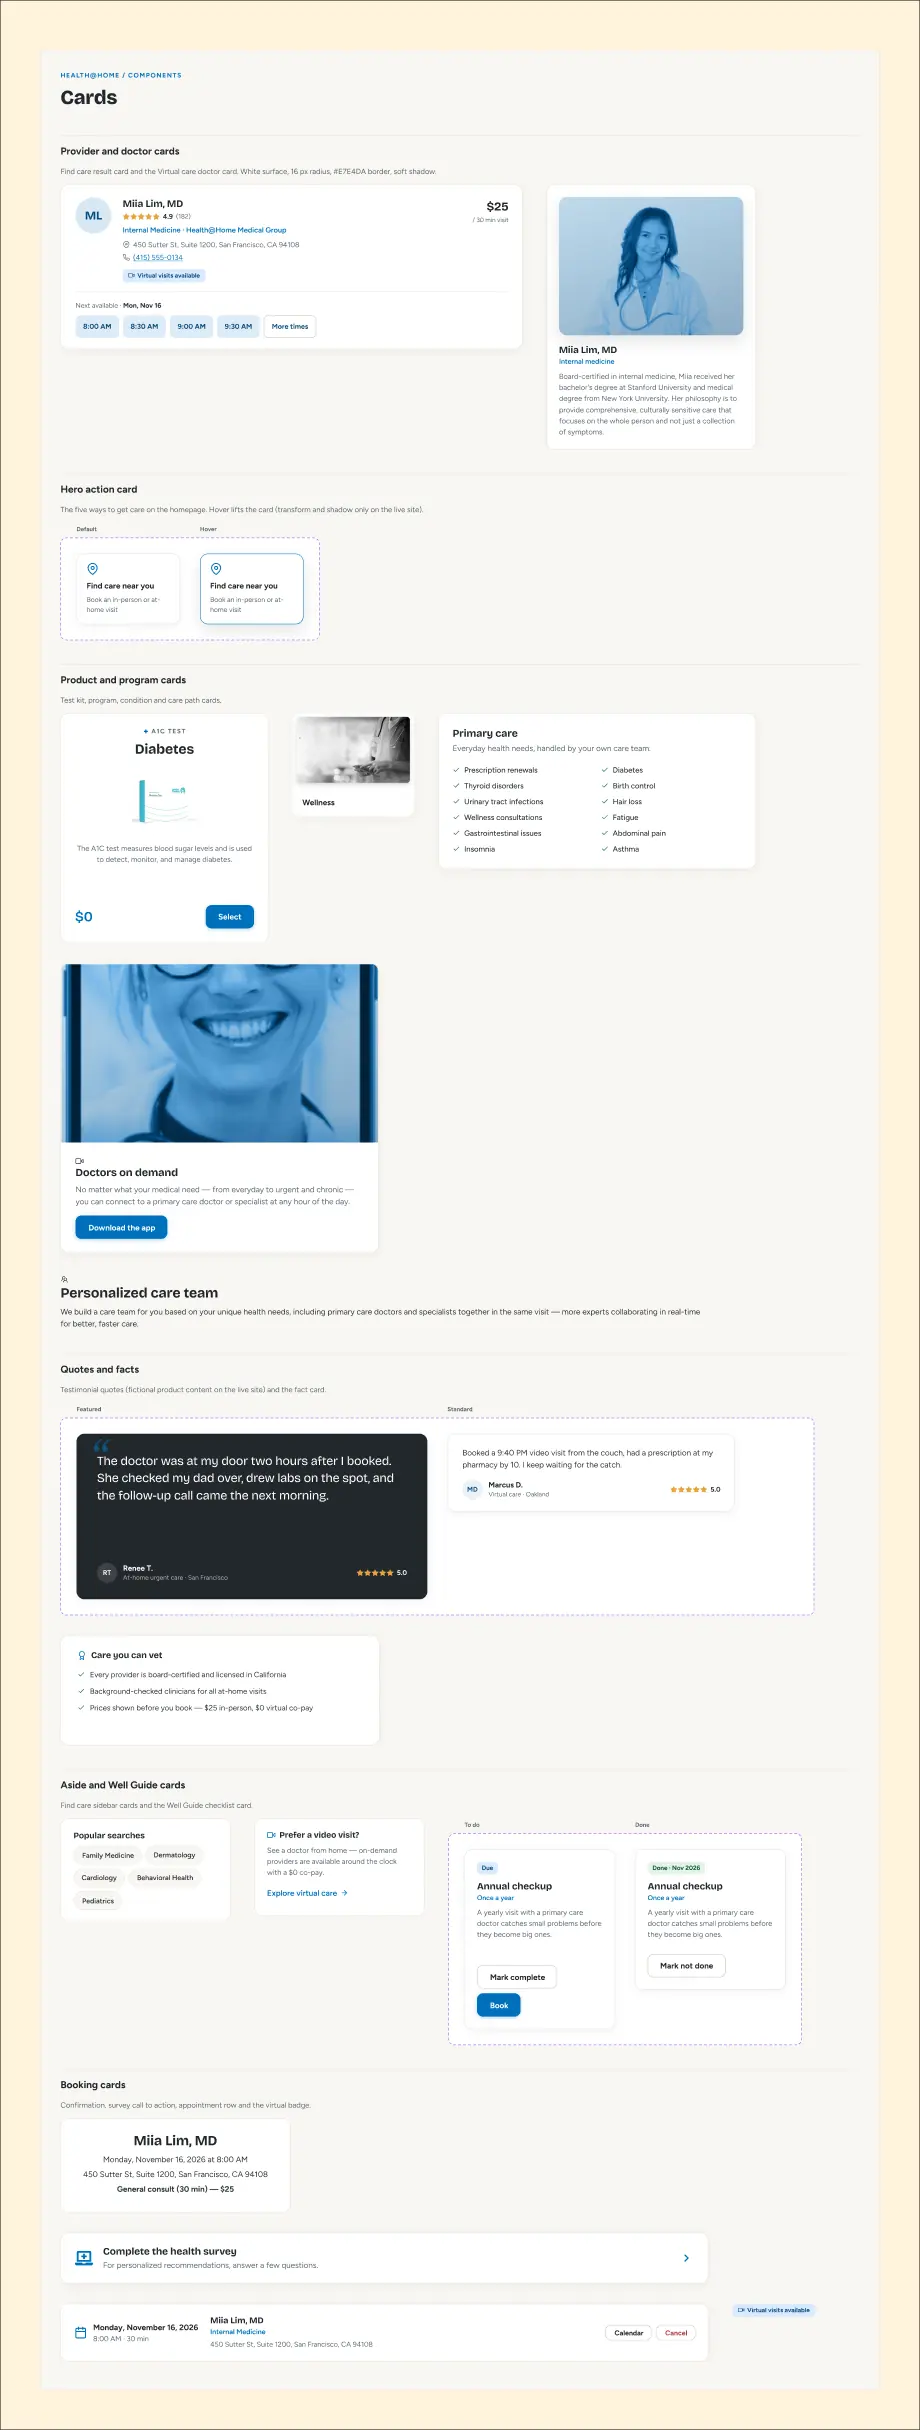 HEALTH@HOME / COMPONENTS
Cards
Provider and doctor cards
Find care result card and the Virtual care doctor card. White surface, 16 px radius, #E7E4DA border, soft shadow.
ML
Miia Lim, MD
4.9 (182)
Internal Medicine · Health@Home Medical Group
450 Sutter St, Suite 1200, San Francisco, CA 94108
(415) 555-0134
Virtual visits available
$25
/ 30 min visit
Next available · Mon, Nov 16
8:00 AM
8:30 AM
9:00 AM
9:30 AM
More times
Miia Lim, MD
Internal medicine
Board-certified in internal medicine, Miia received her
bachelor's degree at Stanford University and medical
degree from New York University. Her philosophy is to
provide comprehensive, culturally sensitive care that
focuses on the whole person and not just a collection
of symptoms.
Hero action card
The five ways to get care on the homepage. Hover lifts the card (transform and shadow only on the live site).
Default
Hover
Find care near you
Book an in-person or at-
home visit
Find care near you
Book an in-person or at-
home visit
Product and program cards
Test kit, program, condition and care path cards.
A1C TEST
Diabetes
The A1C test measures blood sugar levels and is used
to detect, monitor, and manage diabetes.
$0
Select
Wellness
Primary care
Everyday health needs, handled by your own care team.
Prescription renewals
Diabetes
Thyroid disorders
Birth control
Urinary tract infections
Hair loss
Wellness consultations
Fatigue
Gastrointestinal issues
Abdominal pain
Insomnia
Asthma
Doctors on demand
No matter what your medical need — from everyday to urgent and chronic —
you can connect to a primary care doctor or specialist at any hour of the day.
Download the app
Personalized care team
We build a care team for you based on your unique health needs, including primary care doctors and specialists together in the same visit — more experts collaborating in real-time
for better, faster care.
Quotes and facts
Testimonial quotes (fictional product content on the live site) and the fact card.
Featured
Standard
“
The doctor was at my door two hours after I booked.
She checked my dad over, drew labs on the spot, and
the follow-up call came the next morning.
RT
Renee T.
At-home urgent care · San Francisco
5.0
Booked a 9:40 PM video visit from the couch, had a prescription at my
pharmacy by 10. I keep waiting for the catch.
MD
Marcus D.
Virtual care · Oakland
5.0
Care you can vet
Every provider is board-certified and licensed in California
Background-checked clinicians for all at-home visits
Prices shown before you book — $25 in-person, $0 virtual co-pay
Aside and Well Guide cards
Find care sidebar cards and the Well Guide checklist card.
Popular searches
Family Medicine
Dermatology
Cardiology
Behavioral Health
Pediatrics
Prefer a video visit?
See a doctor from home — on-demand
providers are available around the clock
with a $0 co-pay.
Explore virtual care →
To do
Done
Due
Annual checkup
Once a year
A yearly visit with a primary care
doctor catches small problems before
they become big ones.
Mark complete
Book
Done · Nov 2026
Annual checkup
Once a year
A yearly visit with a primary care
doctor catches small problems before
they become big ones.
Mark not done
Booking cards
Confirmation, survey call to action, appointment row and the virtual badge.
Miia Lim, MD
Monday, November 16, 2026 at 8:00 AM
450 Sutter St, Suite 1200, San Francisco, CA 94108
General consult (30 min) — $25
Complete the health survey
For personalized recommendations, answer a few questions.
Monday, November 16, 2026
8:00 AM · 30 min
Miia Lim, MD
Internal Medicine
450 Sutter St, Suite 1200, San Francisco, CA 94108
Calendar
Cancel
Virtual visits available